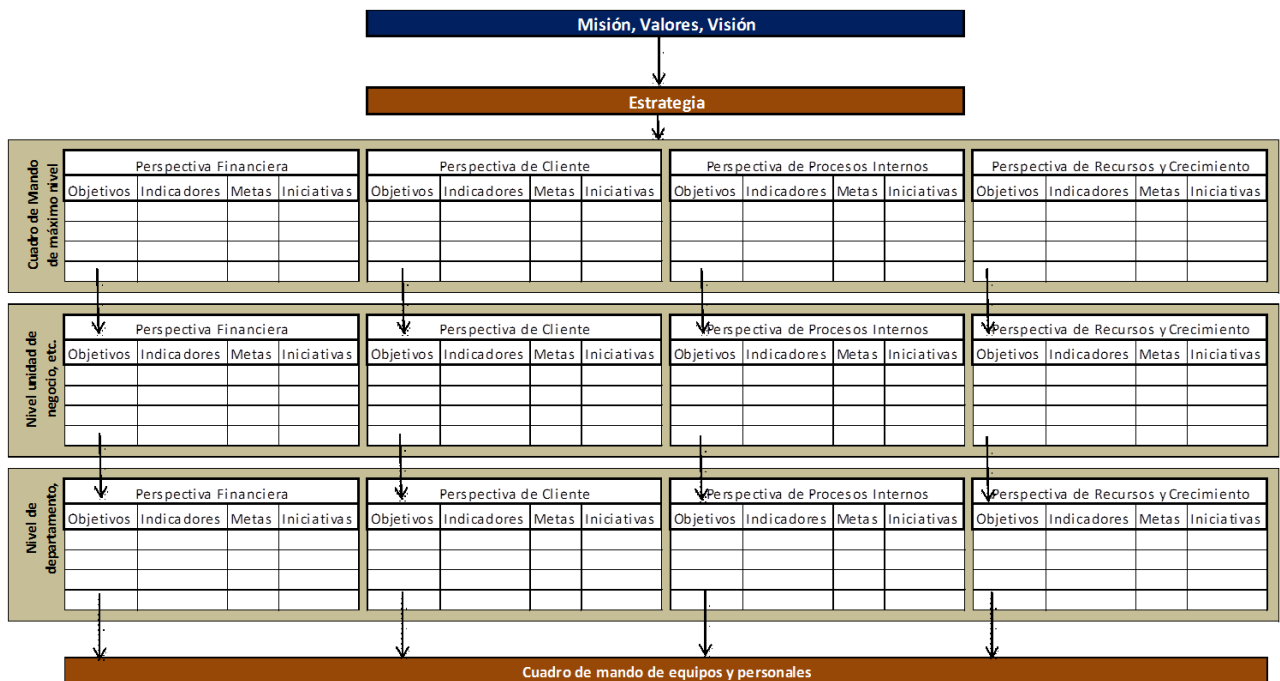 Misión, Valores, Visión
Estrategia
Cuadro de Mando
de máximo nivel
Perspectiva Financiera
Objetivos Indicadores Metas Iniciativas
Perspectiva de Cliente
Objetivos Indicadores Metas Iniciativas
Perspectiva de Procesos Internos
Objetivos Indicadores Metas Iniciativas
Perspectiva de Recursos y Crecimiento
Objetivos Indicadores Metas Iniciativas
Nivel unidad de
negocio, etc.
Perspectiva Financiera
Objetivos Indicadores Metas Iniciativas
Perspectiva de Cliente
Objetivos Indicadores Metas Iniciativas
Perspectiva de Procesos Internos
Objetivos Indicadores Metas Iniciativas
Perspectiva de Recursos y Crecimiento
Objetivos Indicadores Metas Iniciativas
Nivel de
departamento,
Perspectiva Financiera
Objetivos Indicadores Metas Iniciativas
Perspectiva de Cliente
Objetivos Indicadores Metas Iniciativas
Perspectiva de Procesos Internos
Objetivos Indicadores Metas Iniciativas
Perspectiva de Recursos y Crecimiento
Objetivos Indicadores Metas Iniciativas
Cuadro de mando de equipos y personales